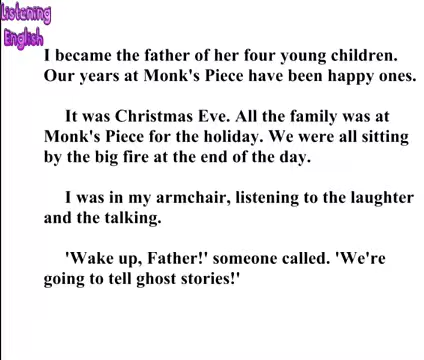 Listening
English
I became the father of her four young children.
Our years at Monk's Piece have been happy ones.
It was Christmas Eve. All the family was at
Monk's Piece for the holiday. We were all sitting
by the big fire at the end of the day.
I was in my armchair, listening to the laughter
and the talking.
'Wake up, Father!' someone called. 'We're
going to tell ghost stories!'